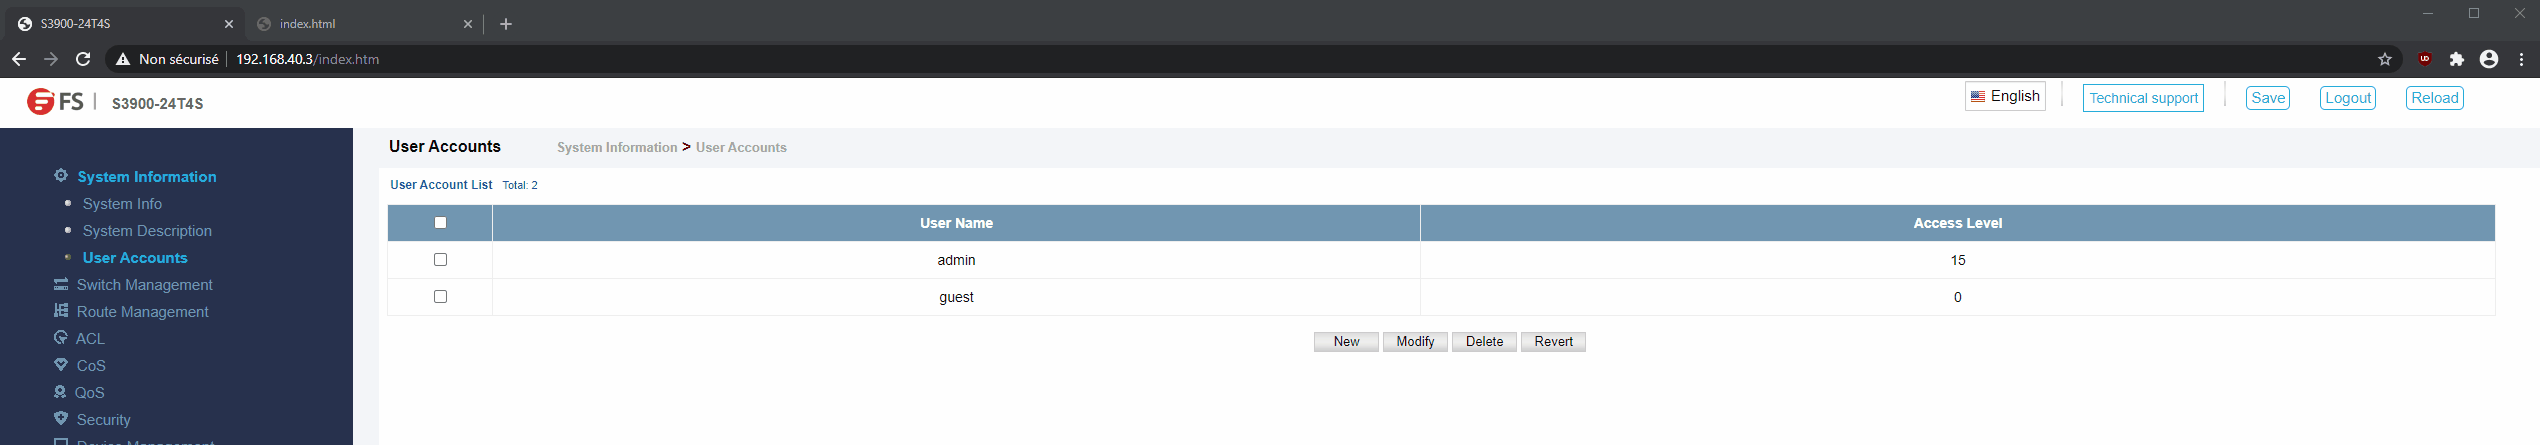 S3900-24T4S
index.html
Non sécurisé
192.168.40.3/index.htm
FS | S3900-24T4S
English
Technical support
Save
Logout
Reload
User Accounts
System Information > User Accounts
System Information
System Info
System Description
User Accounts
Switch Management
Route Management
ACL
CoS
QoS
Security
Device Management
User Account List Total: 2
User Name Access Level
admin 15
guest 0
New Modify Delete Revert